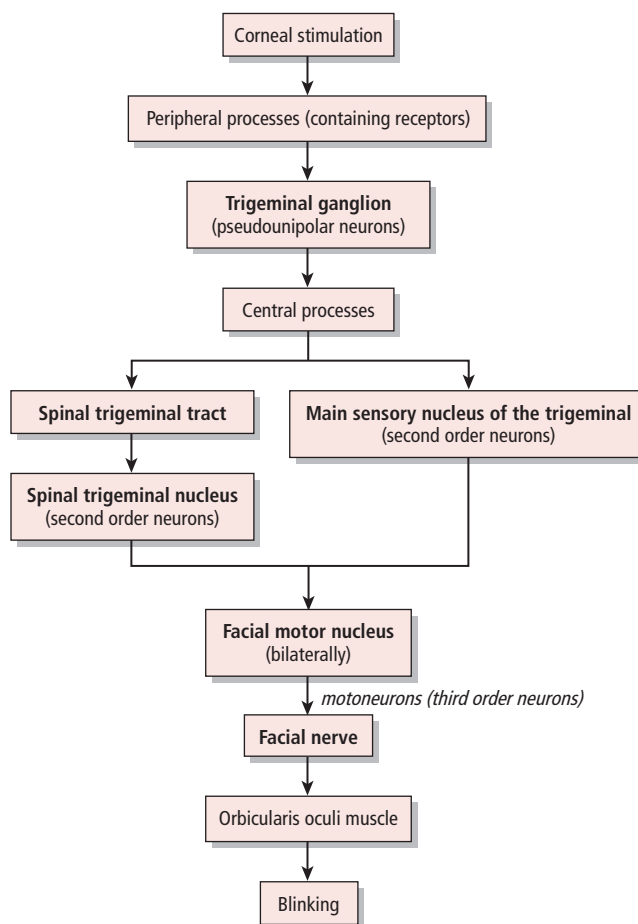 Corneal stimulation
Peripheral processes (containing receptors)
Trigeminal ganglion
(pseudounipolar neurons)
Central processes
Spinal trigeminal tract
Main sensory nucleus of the trigeminal
(second order neurons)
Spinal trigeminal nucleus
(second order neurons)
Facial motor nucleus
(bilaterally)
motoneurons (third order neurons)
Facial nerve
Orbicularis oculi muscle
Blinking